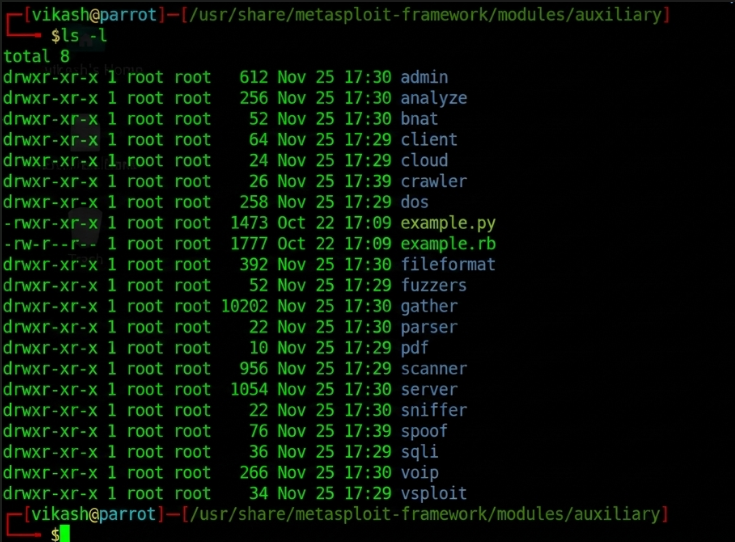 ┌─[vikash@parrot]─[/usr/share/metasploit-framework/modules/auxiliary]
└──╼ $ls -l
total 8
drwxr-xr-x 1 root root   612 Nov 25 17:30 admin
drwxr-xr-x 1 root root   256 Nov 25 17:30 analyze
drwxr-xr-x 1 root root    52 Nov 25 17:30 bnat
drwxr-xr-x 1 root root    64 Nov 25 17:29 client
drwxr-xr-x 1 root root    24 Nov 25 17:29 cloud
drwxr-xr-x 1 root root    26 Nov 25 17:39 crawler
drwxr-xr-x 1 root root   258 Nov 25 17:29 dos
-rwxr-xr-x 1 root root  1473 Oct 22 17:09 example.py
-rw-r--r-- 1 root root  1777 Oct 22 17:09 example.rb
drwxr-xr-x 1 root root   392 Nov 25 17:30 fileformat
drwxr-xr-x 1 root root    52 Nov 25 17:29 fuzzers
drwxr-xr-x 1 root root 10202 Nov 25 17:30 gather
drwxr-xr-x 1 root root    22 Nov 25 17:30 parser
drwxr-xr-x 1 root root    10 Nov 25 17:29 pdf
drwxr-xr-x 1 root root   956 Nov 25 17:29 scanner
drwxr-xr-x 1 root root  1054 Nov 25 17:30 server
drwxr-xr-x 1 root root    22 Nov 25 17:30 sniffer
drwxr-xr-x 1 root root    76 Nov 25 17:39 spoof
drwxr-xr-x 1 root root    36 Nov 25 17:29 sqli
drwxr-xr-x 1 root root   266 Nov 25 17:30 voip
drwxr-xr-x 1 root root    34 Nov 25 17:29 vsploit
┌─[vikash@parrot]─[/usr/share/metasploit-framework/modules/auxiliary]
└──╼ $